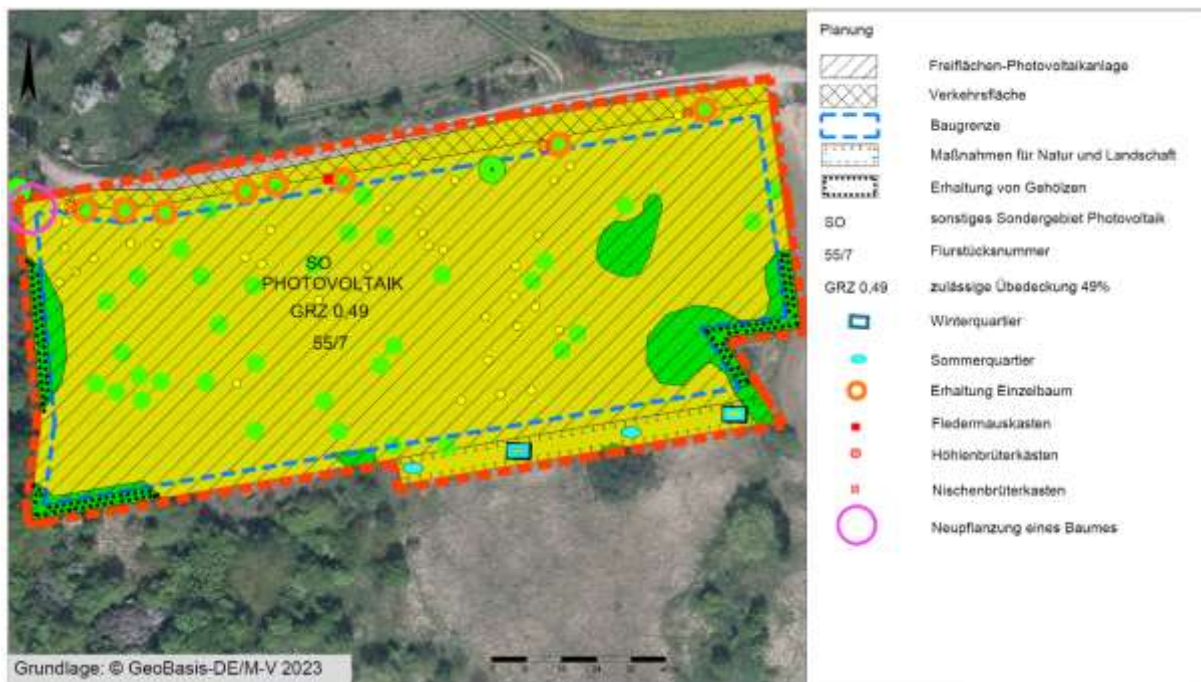 SO
PHOTOVOLTAIK
GRZ 0,49
55/7
Grundlage: © GeoBasis-DE/M-V 2023
Planung
Freiflächen-Photovoltaikanlage
Verkehrsfläche
Baugrenze
Maßnahmen für Natur und Landschaft
Erhaltung von Gehölzen
SO sonstiges Sondergebiet Photovoltaik
55/7 Flurstücksnummer
GRZ 0,49 zulässige Übedeckung 49%
Winterquartier
Sommerquartier
Erhaltung Einzelbaum
Fledermauskasten
Höhlenbrüterkästen
Nischenbrüterkasten
Neupflanzung eines Baumes